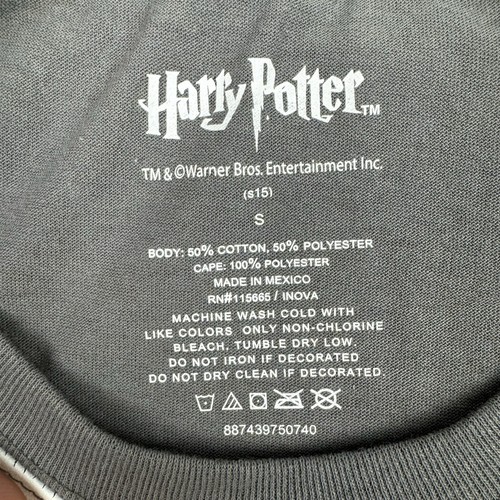 Harry Potter™
TM & ©Warner Bros. Entertainment Inc.
(s15)
S
BODY: 50% COTTON, 50% POLYESTER
CAPE: 100% POLYESTER
MADE IN MEXICO
RN#115665 / INOVA
MACHINE WASH COLD WITH
LIKE COLORS ONLY NON-CHLORINE
BLEACH. TUMBLE DRY LOW.
DO NOT IRON IF DECORATED
DO NOT DRY CLEAN IF DECORATED.
887439750740